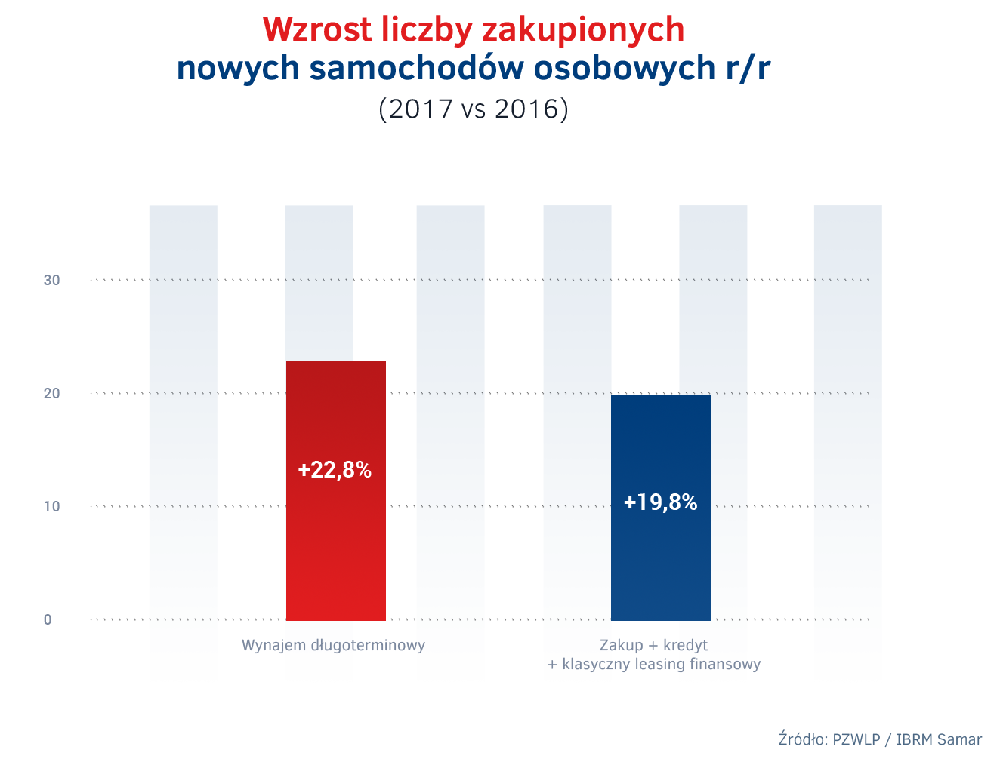 Wzrost liczby zakupionych
nowych samochodów osobowych r/r
(2017 vs 2016)
30
20
10
0
+22,8%
+19,8%
Wynajem długoterminowy
Zakup + kredyt
+ klasyczny leasing finansowy
Źródło: PZWLP / IBRM Samar